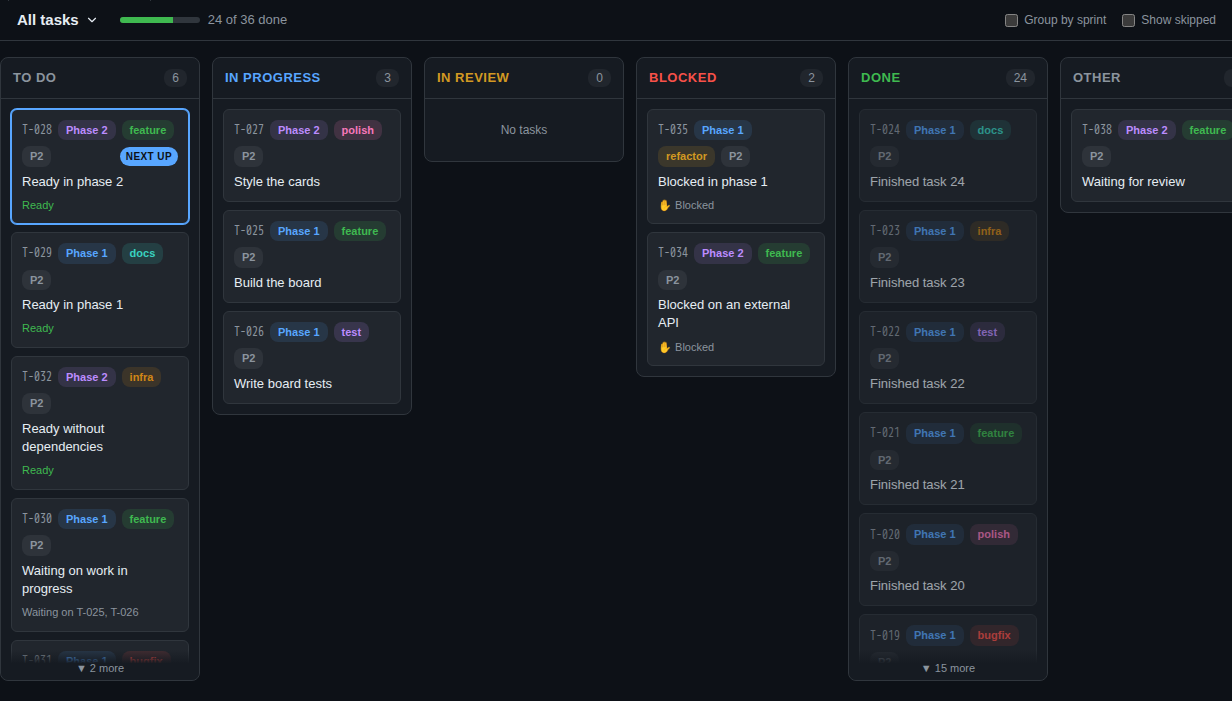 All tasks 24 of 36 done Group by sprint Show skipped
TO DO 6
T-028 Phase 2 feature
P2 NEXT UP
Ready in phase 2
Ready
T-029 Phase 1 docs
P2
Ready in phase 1
Ready
T-032 Phase 2 infra
P2
Ready without
dependencies
Ready
T-030 Phase 1 feature
P2
Waiting on work in
progress
Waiting on T-025, T-026
T-031 Phase 1 bugfix
▼ 2 more
IN PROGRESS 3
T-027 Phase 2 polish
P2
Style the cards
T-025 Phase 1 feature
P2
Build the board
T-026 Phase 1 test
P2
Write board tests
IN REVIEW 0
No tasks
BLOCKED 2
T-035 Phase 1
refactor P2
Blocked in phase 1
✋ Blocked
T-034 Phase 2 feature
P2
Blocked on an external
API
✋ Blocked
DONE 24
T-024 Phase 1 docs
P2
Finished task 24
T-023 Phase 1 infra
P2
Finished task 23
T-022 Phase 1 test
P2
Finished task 22
T-021 Phase 1 feature
P2
Finished task 21
T-020 Phase 1 polish
P2
Finished task 20
T-019 Phase 1 bugfix
P2
▼ 15 more
OTHER
T-038 Phase 2 feature
P2
Waiting for review